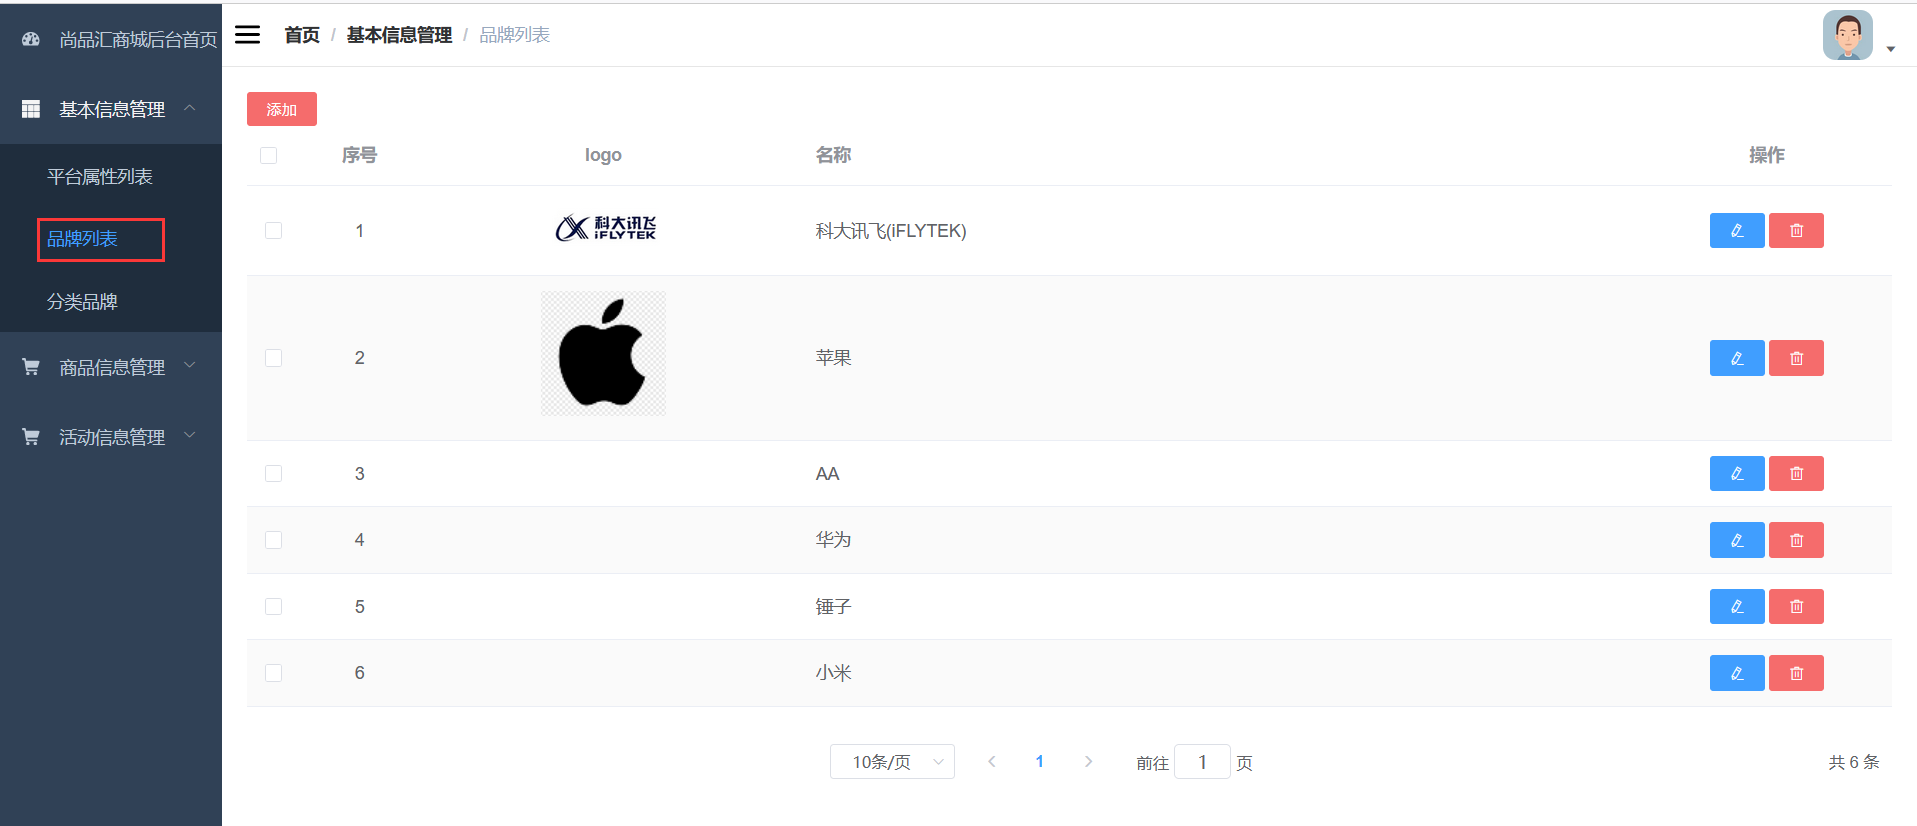 尚品汇商城后台首页
首页 / 基本信息管理 / 品牌列表
基本信息管理
平台属性列表
品牌列表
分类品牌
商品信息管理
活动信息管理
添加
序号 logo 名称 操作
1 科大讯飞 iFLYTEK 科大讯飞(iFLYTEK)
2 苹果
3 AA
4 华为
5 锤子
6 小米
10条/页 1 前往 1 页 共 6 条